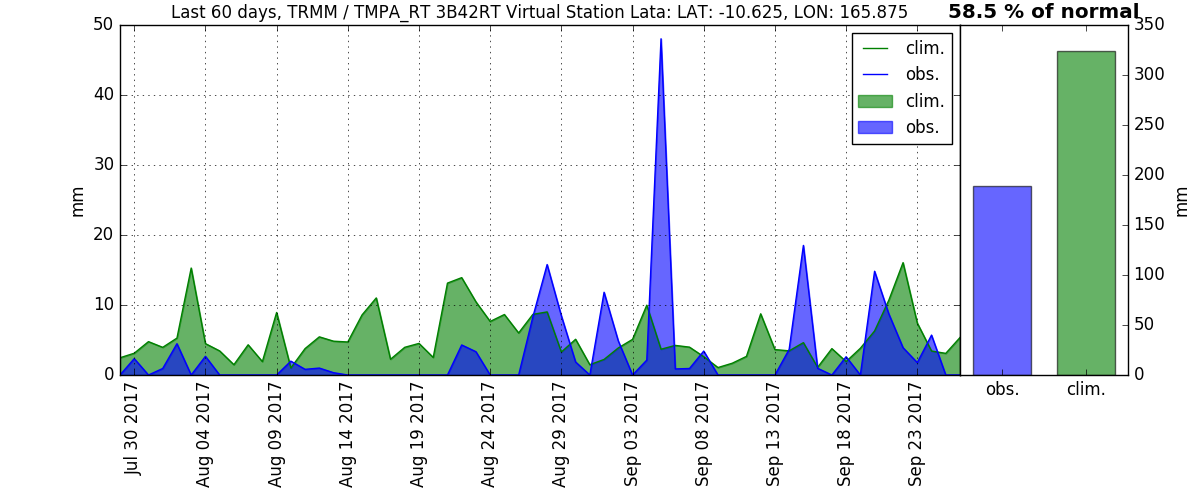 Last 60 days, TRMM / TMPA_RT 3B42RT Virtual Station Lata: LAT: -10.625, LON: 165.875
58.5 % of normal
50
40
30
20
10
0
mm
clim.
obs.
clim.
obs.
Jul 30 2017
Aug 04 2017
Aug 09 2017
Aug 14 2017
Aug 19 2017
Aug 24 2017
Aug 29 2017
Sep 03 2017
Sep 08 2017
Sep 13 2017
Sep 18 2017
Sep 23 2017
350
300
250
200
150
100
50
0
mm
obs.
clim.